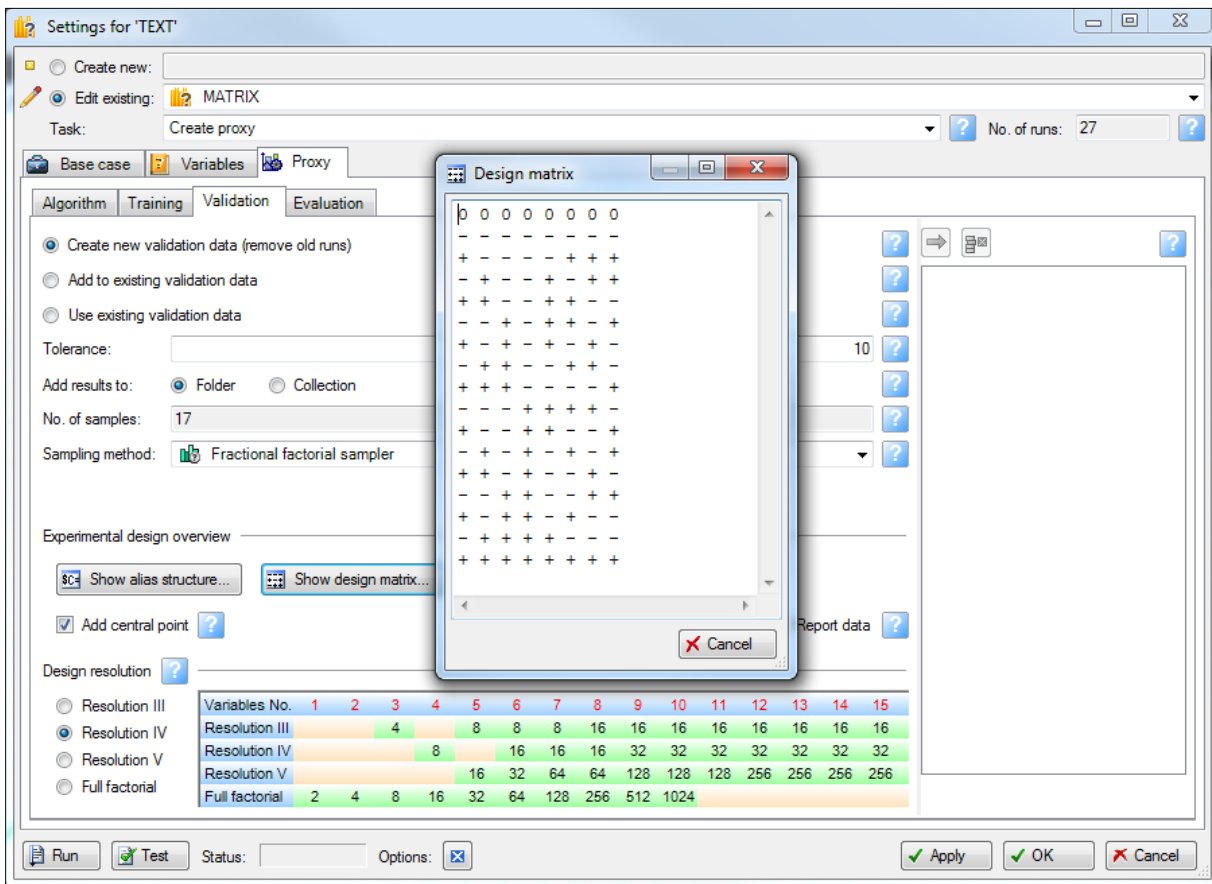 Settings for 'TEXT'
Create new:
Edit existing: MATRIX
Task: Create proxy No. of runs: 27
Base case Variables Proxy
Algorithm Training Validation Evaluation
Create new validation data (remove old runs)
Add to existing validation data
Use existing validation data
Tolerance: 10
Add results to: Folder Collection
No. of samples: 17
Sampling method: Fractional factorial sampler
Experimental design overview
Show alias structure... Show design matrix...
Add central point Report data
Design matrix
0 0 0 0 0 0 0 0
- - - - - - - -
+ - - - - + + +
- + - - + - + +
+ + - - + + - -
- - + - + + - +
+ - + - + - + -
- + + - - + + -
+ + + - - - - +
- - - + + + + -
+ - - + + - - +
- + - + - + - +
+ + - + - - + -
- - + + - - + +
+ - + + - + - -
- + + + + - - -
+ + + + + + + +
Cancel
Design resolution
Resolution III
Resolution IV
Resolution V
Full factorial
Variables No. 1 2 3 4 5 6 7 8 9 10 11 12 13 14 15
Resolution III 4 8 8 8 16 16 16 16 16 16 16 16
Resolution IV 8 16 16 16 32 32 32 32 32 32 32
Resolution V 16 32 64 64 128 128 128 256 256 256 256
Full factorial 2 4 8 16 32 64 128 256 512 1024
Run Test Status: Options: Apply OK Cancel